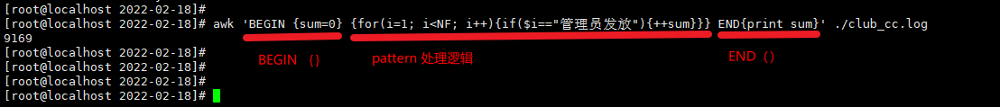 [root@localhost 2022-02-18]#
[root@localhost 2022-02-18]# awk 'BEGIN {sum=0} {for(i=1; i<NF; i++){if($i=="管理员发放"){++sum}}} END{print sum}' ./club_cc.log
9169
[root@localhost 2022-02-18]#
[root@localhost 2022-02-18]#
BEGIN {} pattern 处理逻辑 END ()
[root@localhost 2022-02-18]#
[root@localhost 2022-02-18]#